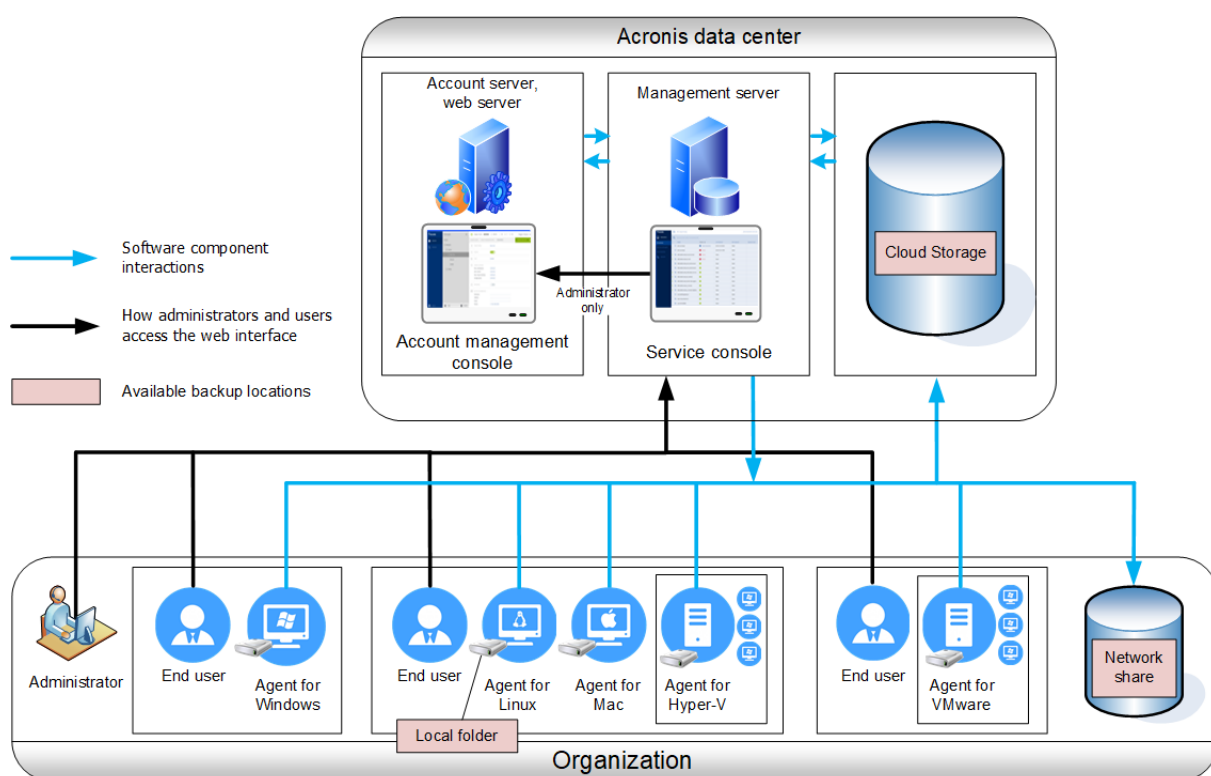 Acronis data center
Account server,
web server
Management server
Cloud Storage
Administrator
only
Account management
console
Service console
Software component
interactions
How administrators and users
access the web interface
Available backup locations
Administrator
End user
Agent for
Windows
End user
Agent for
Linux
Agent for
Mac
Agent for
Hyper-V
End user
Agent for
VMware
Network
share
Local folder
Organization